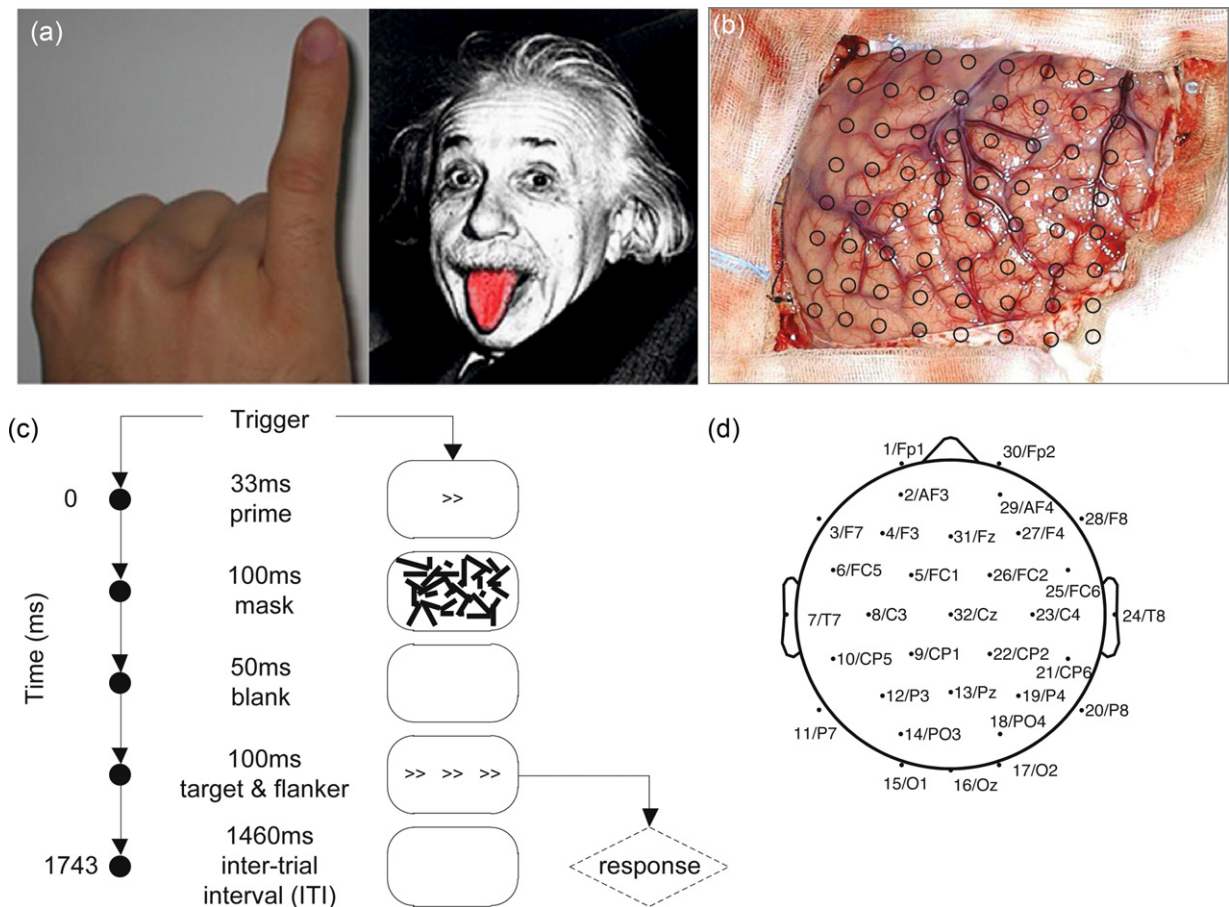 (a)
(b)
(c)
Trigger
Time (ms)
0
33ms
prime
>>
100ms
mask
50ms
blank
100ms
target & flanker
>> >> >>
1743
1460ms
inter-trial
interval (ITI)
response
(d)
1/Fp1
30/Fp2
2/AF3
29/AF4
3/F7
4/F3
31/Fz
27/F4
28/F8
6/FC5
5/FC1
26/FC2
25/FC6
7/T7
8/C3
32/Cz
23/C4
24/T8
10/CP5
9/CP1
22/CP2
21/CP6
12/P3
13/Pz
19/P4
11/P7
20/P8
14/PO3
18/PO4
15/O1
16/Oz
17/O2